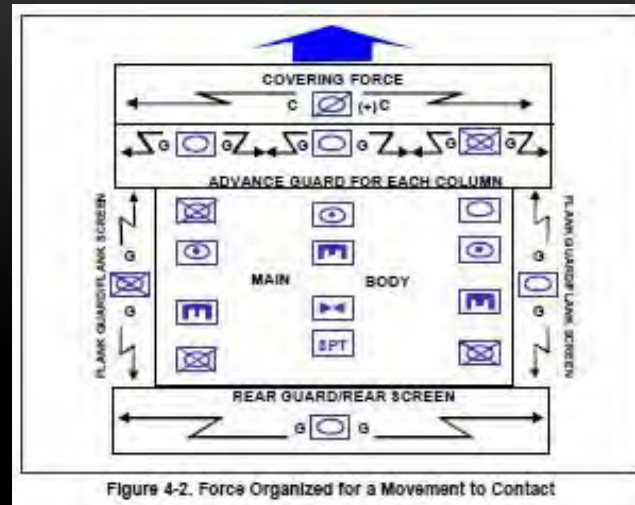 COVERING FORCE
C (+) C
G G G G G G
ADVANCE GUARD FOR EACH COLUMN
FLANK GUARD/FLANK SCREEN
G
G
MAIN BODY
SPT
G
G
FLANK GUARD/FLANK SCREEN
REAR GUARD/REAR SCREEN
G G
Figure 4-2. Force Organized for a Movement to Contact